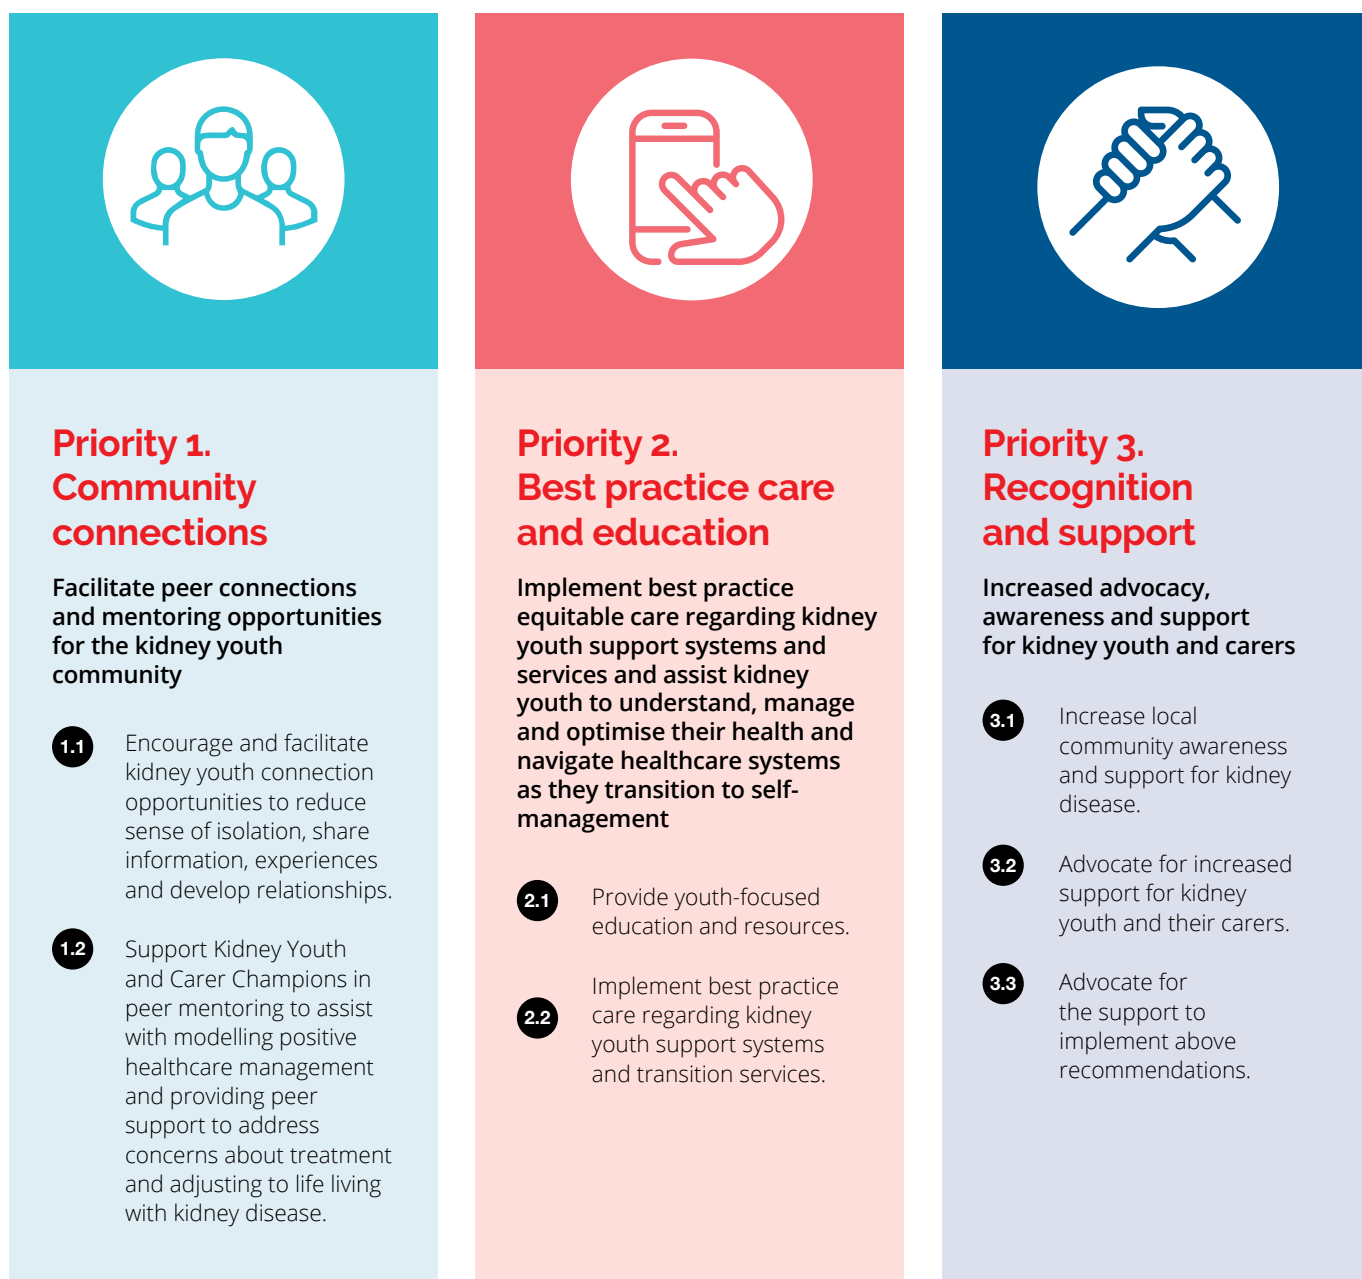 Priority 1.
Community
connections
Facilitate peer connections
and mentoring opportunities
for the kidney youth
community
1.1 Encourage and facilitate
kidney youth connection
opportunities to reduce
sense of isolation, share
information, experiences
and develop relationships.
1.2 Support Kidney Youth
and Carer Champions in
peer mentoring to assist
with modelling positive
healthcare management
and providing peer
support to address
concerns about treatment
and adjusting to life living
with kidney disease.
Priority 2.
Best practice care
and education
Implement best practice
equitable care regarding kidney
youth support systems and
services and assist kidney
youth to understand, manage
and optimise their health and
navigate healthcare systems
as they transition to self-
management
2.1 Provide youth-focused
education and resources.
2.2 Implement best practice
care regarding kidney
youth support systems
and transition services.
Priority 3.
Recognition
and support
Increased advocacy,
awareness and support
for kidney youth and carers
3.1 Increase local
community awareness
and support for kidney
disease.
3.2 Advocate for increased
support for kidney
youth and their carers.
3.3 Advocate for
the support to
implement above
recommendations.